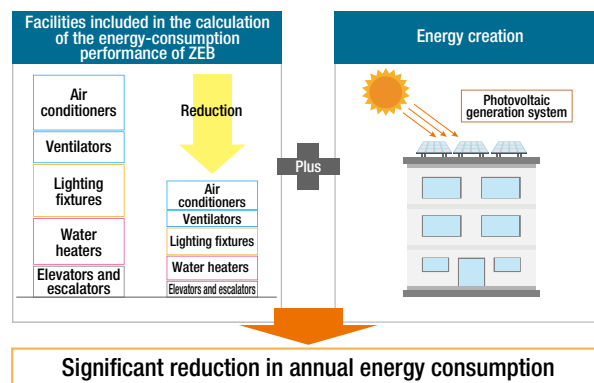 Facilities included in the calculation
of the energy-consumption
performance of ZEB
Air
conditioners
Ventilators
Lighting
fixtures
Water
heaters
Elevators and
escalators
Reduction
Air
conditioners
Ventilators
Lighting fixtures
Water heaters
Elevators and escalators
Plus
Energy creation
Photovoltaic
generation system
Significant reduction in annual energy consumption